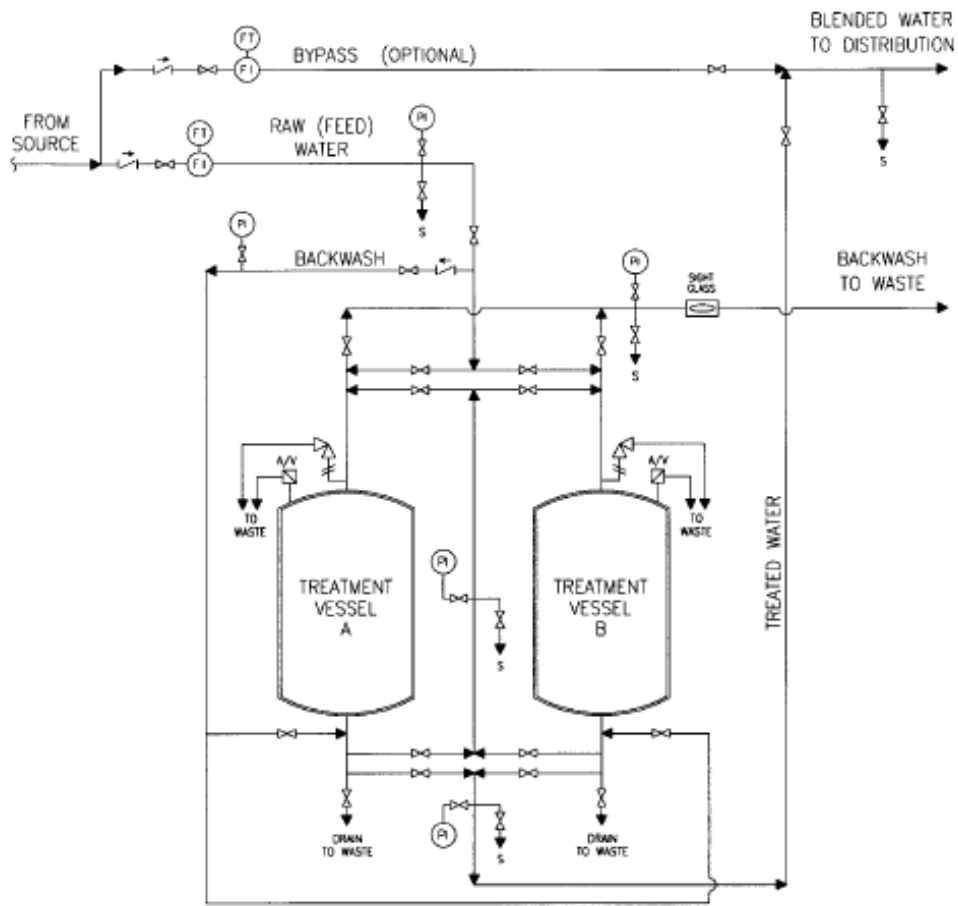 BLENDED WATER
TO DISTRIBUTION
FT
FI
BYPASS (OPTIONAL)
FROM
SOURCE
FT
FI
RAW (FEED)
WATER
PI
S
S
PI
BACKWASH
PI
SIGHT
GLASS
BACKWASH
TO WASTE
S
A/V
A/V
TO
WASTE
TO
WASTE
TREATMENT
VESSEL
A
PI
S
TREATMENT
VESSEL
B
TREATED WATER
DRAIN
TO WASTE
PI
S
DRAIN
TO WASTE